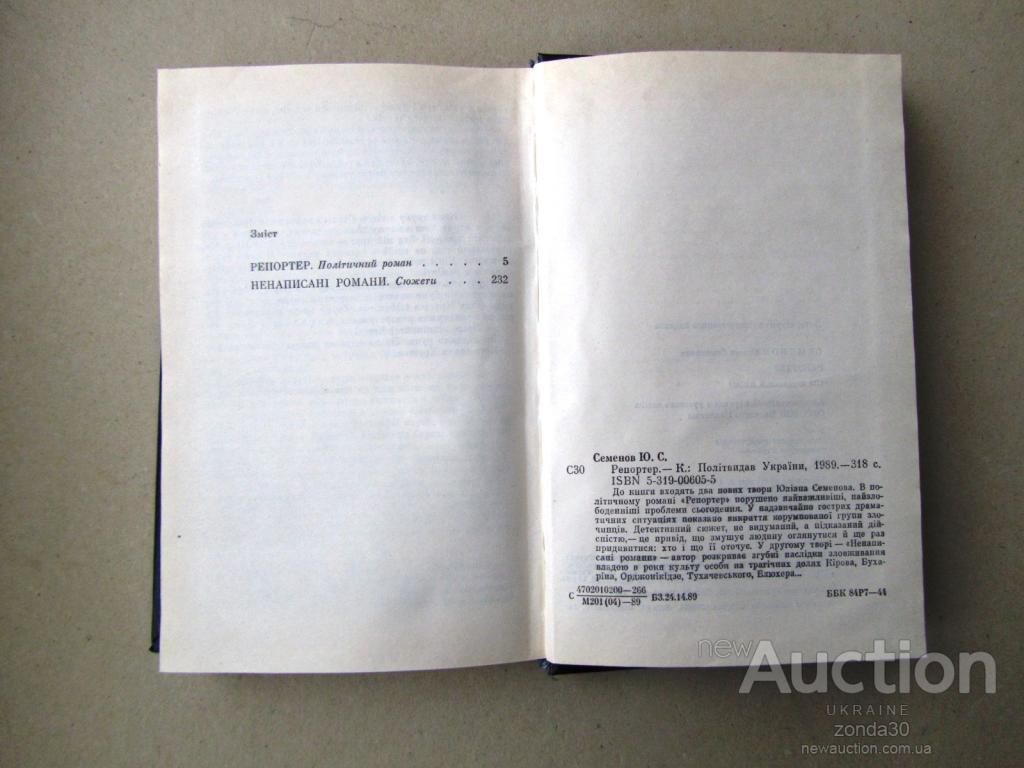 Зміст
РЕПОРТЕР. Політичний роман . . . . . 5
НЕНАПИСАНІ РОМАНИ. Сюжети . . . 232
Семенов Ю. С.
С30 Репортер.— К.: Політвидав України, 1989.—318 с.
ISBN 5-319-00605-5
До книги входять два нових твори Юліана Семенова. В по-
літичному романі «Репортер» порушено найважливіші, найзло-
боденніші проблеми сьогодення. У надзвичайно гострих драма-
тичних ситуаціях показано викриття корумпованої групи зло-
чинців. Детективний сюжет, не видуманий, а підказаний дій-
сністю,— це привід, що змушує людину оглянутися й ще раз
придивитися: хто і що її оточує. У другому творі — «Ненапи-
сані романи» — автор розкриває згубні наслідки зловживання
владою в роки культу особи на трагічних долях Кірова, Буха-
ріна, Орджонікідзе, Тухачевського, Блюхера...
С 4702010200—266
М201(04)—89 БЗ.24.14.89 ББК 84Р7—44
newAuction
UKRAINE
zonda30
newauction.com.ua